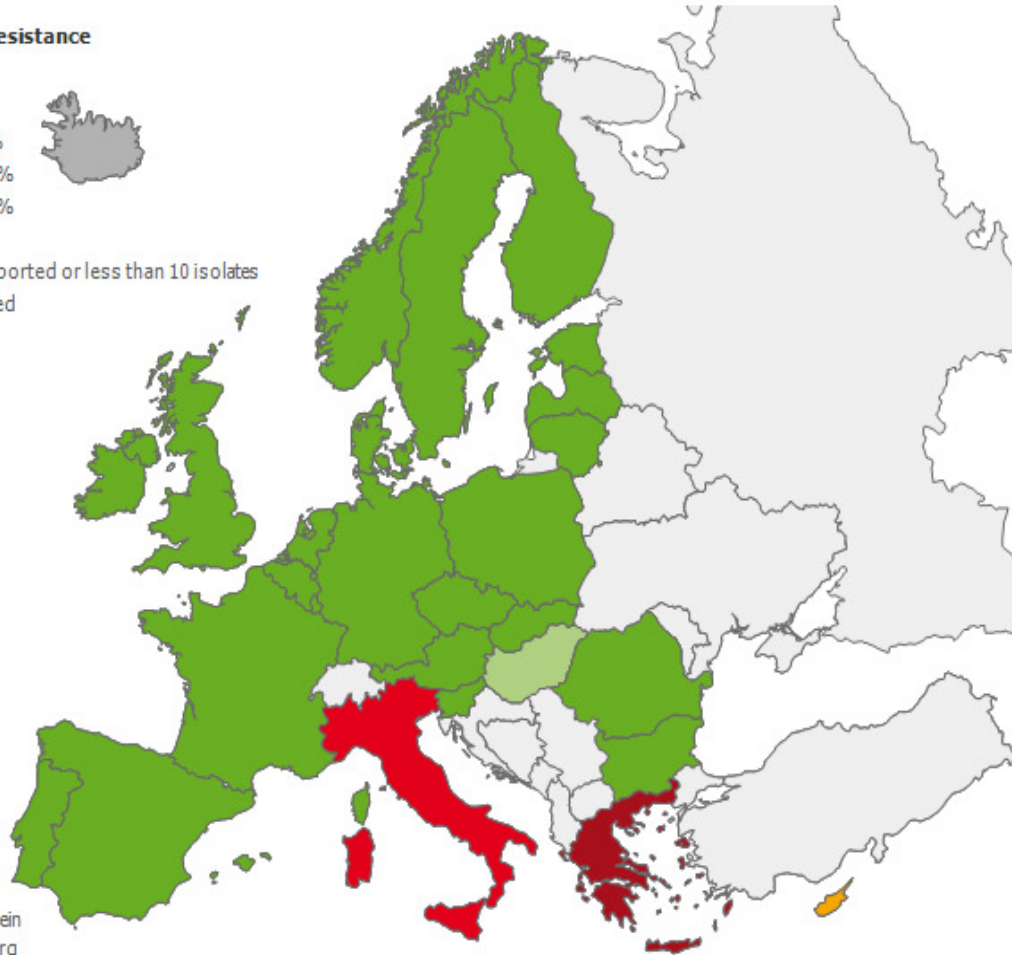 esistance
%
%
%
ported or less than 10 isolates
ed
ein
rg